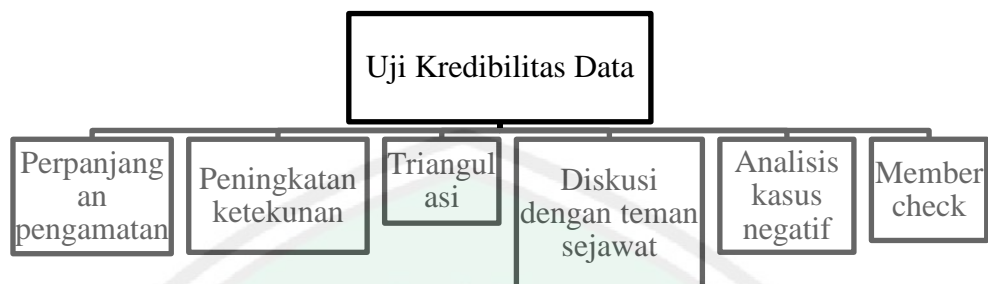 Uji Kredibilitas Data
Perpanjang
an
pengamatan
Peningkatan
ketekunan
Triangul
asi
Diskusi
dengan teman
sejawat
Analisis
kasus
negatif
Member
check